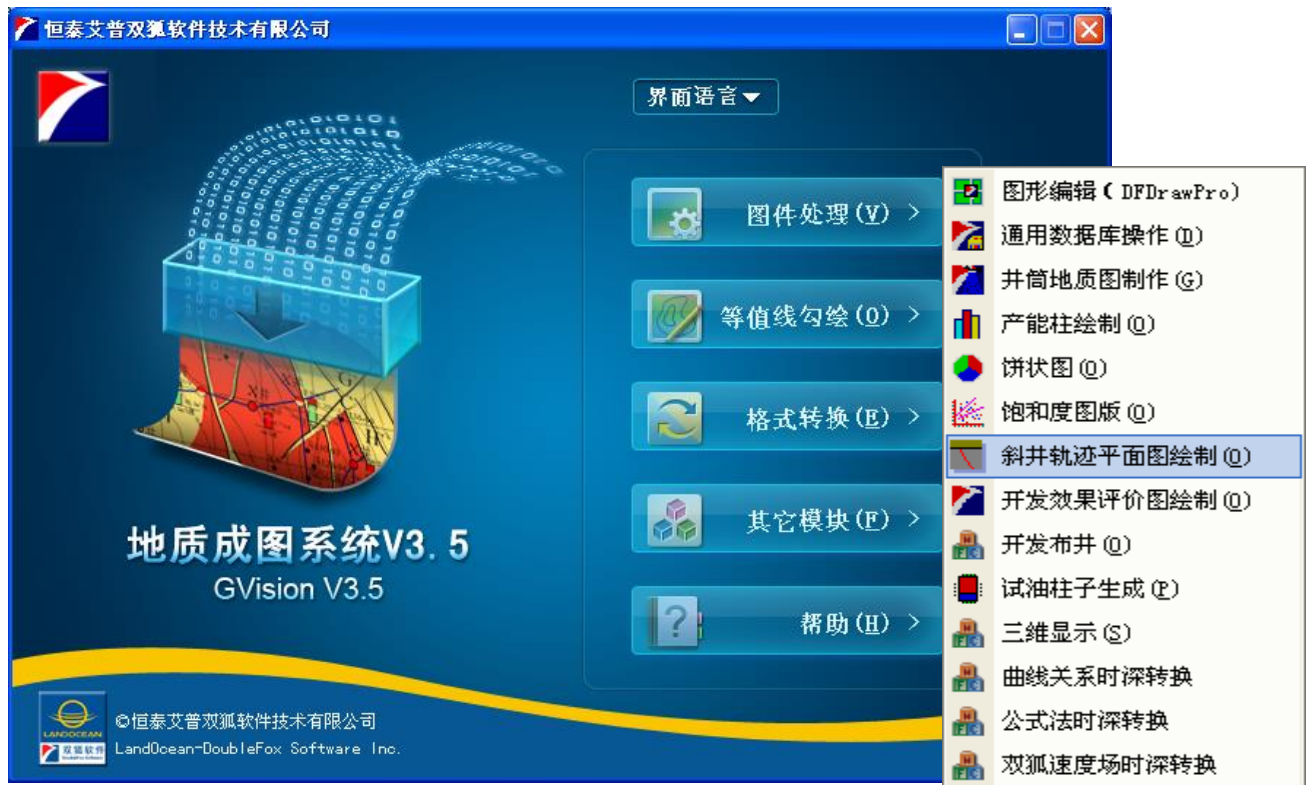 恒泰艾普双狐软件技术有限公司
界面语言
图件处理(V) >
等值线勾绘(O) >
格式转换(E) >
其它模块(F) >
帮助(H) >
地质成图系统V3.5
GVision V3.5
LANDOCEAN
双狐软件
©恒泰艾普双狐软件技术有限公司
LandOcean-DoubleFox Software Inc.
图形编辑(DFDrawPro)
通用数据库操作(D)
井筒地质图制作(G)
产能柱绘制(Q)
饼状图(Q)
饱和度图版(Q)
斜井轨迹平面图绘制(Q)
开发效果评价图绘制(Q)
开发布井(Q)
试油柱子生成(P)
三维显示(S)
曲线关系时深转换
公式法时深转换
双狐速度场时深转换